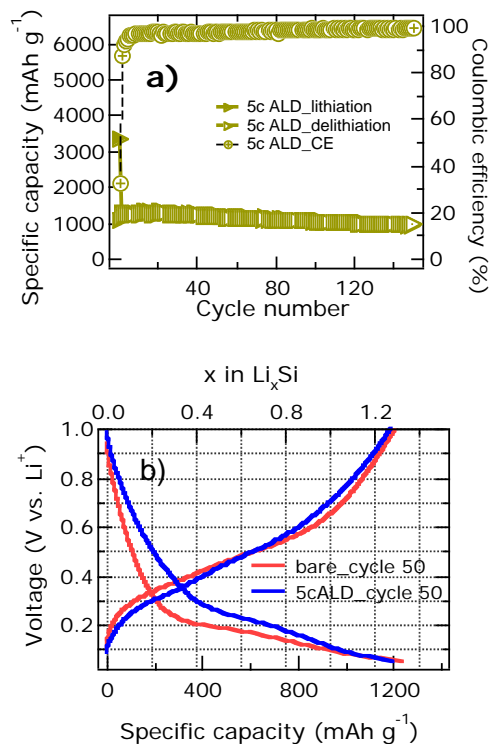 Specific capacity (mAh g⁻¹)
6000
5000
4000
3000
2000
1000
0
a)
5c ALD_lithiation
5c ALD_delithiation
5c ALD_CE
100
80
60
40
20
0
Coulombic efficiency (%)
0 40 80 120
Cycle number
x in LiₓSi
0.0 0.4 0.8 1.2
Voltage (V vs. Li⁺)
1.0
0.8
0.6
0.4
0.2
b)
bare_cycle 50
5cALD_cycle 50
0 400 800 1200
Specific capacity (mAh g⁻¹)